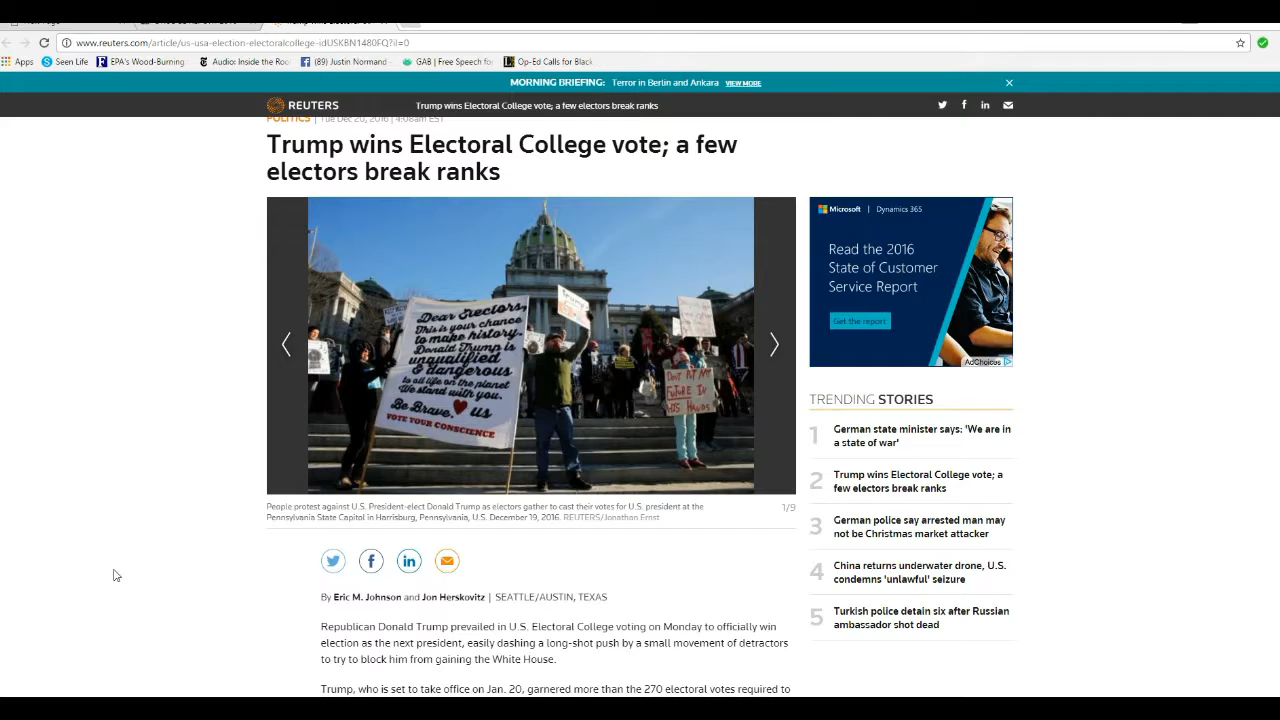 www.reuters.com/article/us-usa-election-electoralcollege-idUSKBN1480FQ?il=0
Apps Seen Life EPA's Wood-Burning Audio: Inside the Roo (89) Justin Normand GAB | Free Speech fo Op-Ed Calls for Black
MORNING BRIEFING: Terror in Berlin and Ankara VIEW MORE
REUTERS Trump wins Electoral College vote; a few electors break ranks
POLITICS | Tue Dec 20, 2016 | 4:08am EST
Trump wins Electoral College vote; a few
electors break ranks
Dear Electors,
This is your chance
to make history.
Donald Trump is
unqualified
& dangerous
to all life on the planet
We stand with you.
Be Brave. us
VOTE YOUR CONSCIENCE
DON'T PUT MY
FUTURE IN
HIS HANDS
Microsoft | Dynamics 365
Read the 2016
State of Customer
Service Report
Get the report
AdChoices
People protest against U.S. President-elect Donald Trump as electors gather to cast their votes for U.S. president at the
Pennsylvania State Capitol in Harrisburg, Pennsylvania, U.S. December 19, 2016. REUTERS/Jonathan Ernst
1/9
By Eric M. Johnson and Jon Herskovitz | SEATTLE/AUSTIN, TEXAS
Republican Donald Trump prevailed in U.S. Electoral College voting on Monday to officially win
election as the next president, easily dashing a long-shot push by a small movement of detractors
to try to block him from gaining the White House.
Trump, who is set to take office on Jan. 20, garnered more than the 270 electoral votes required to
TRENDING STORIES
1 German state minister says: 'We are in
a state of war'
2 Trump wins Electoral College vote; a
few electors break ranks
3 German police say arrested man may
not be Christmas market attacker
4 China returns underwater drone, U.S.
condemns 'unlawful' seizure
5 Turkish police detain six after Russian
ambassador shot dead